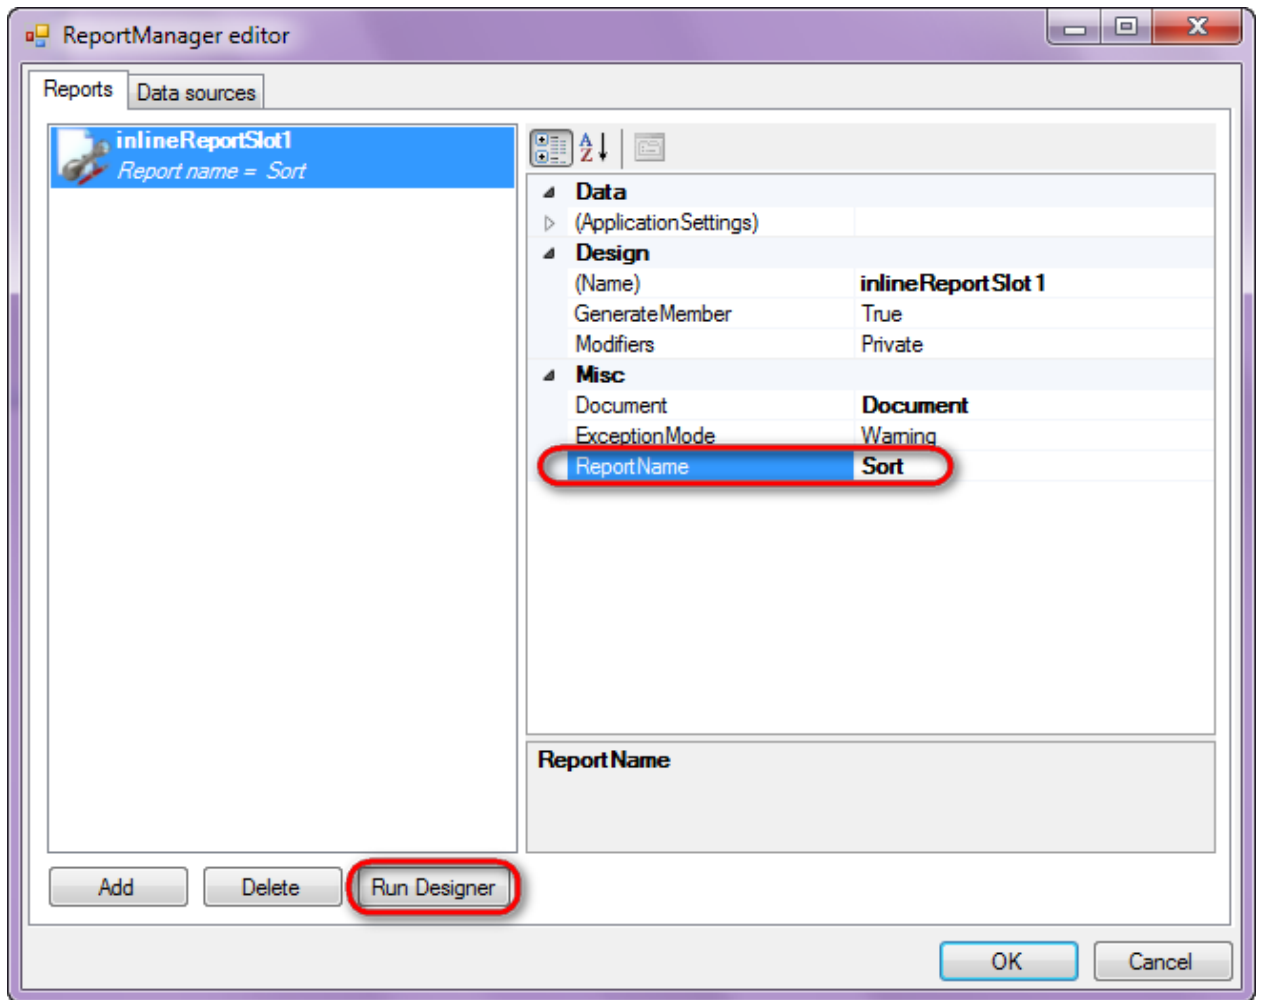 ReportManager editor
Reports
Data sources
inlineReportSlot1
Report name = Sort
A
Z
Data
(ApplicationSettings)
Design
(Name) inlineReportSlot1
GenerateMember True
Modifiers Private
Misc
Document Document
ExceptionMode Warning
ReportName Sort
ReportName
Add
Delete
Run Designer
OK
Cancel